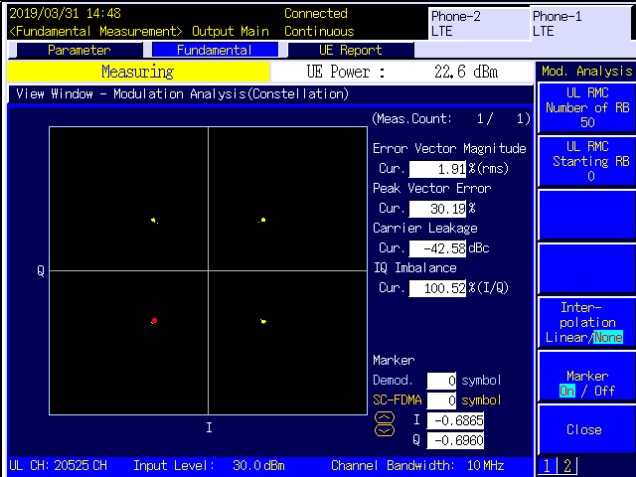 2019/03/31 14:48 Connected Phone-2 Phone-1
<Fundamental Measurement> Output Main Continuous LTE LTE
Parameter Fundamental UE Report
Measuring UE Power : 22.6 dBm Mod. Analysis
View Window - Modulation Analysis(Constellation)
UL RMC
Number of RB
50
(Meas.Count: 1/ 1)
Error Vector Magnitude
Cur. 1.91 %(rms)
Peak Vector Error
Cur. 30.19 %
Carrier Leakage
Cur. -42.58 dBc
IQ Imbalance
Cur. 100.52 %(I/Q)
UL RMC
Starting RB
0
Q
I
Inter-
polation
Linear/None
Marker
Demod. 0 symbol
SC-FDMA 0 symbol
I -0.6865
Q -0.6960
Marker
On / Off
Close
UL CH: 20525 CH Input Level: 30.0 dBm Channel Bandwidth: 10 MHz 1 2